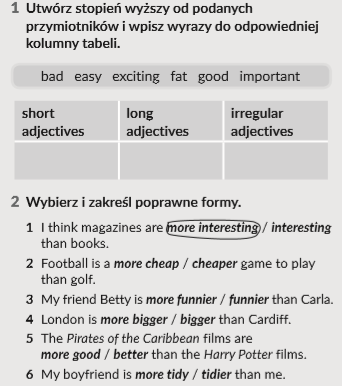 1 Utwórz stopień wyższy od podanych
przymiotników i wpisz wyrazy do odpowiedniej
kolumny tabeli.
bad easy exciting fat good important
short adjectives
long adjectives
irregular adjectives
2 Wybierz i zakreśl poprawne formy.
1 I think magazines are more interesting / interesting
than books.
2 Football is a more cheap / cheaper game to play
than golf.
3 My friend Betty is more funnier / funnier than Carla.
4 London is more bigger / bigger than Cardiff.
5 The Pirates of the Caribbean films are
more good / better than the Harry Potter films.
6 My boyfriend is more tidy / tidier than me.